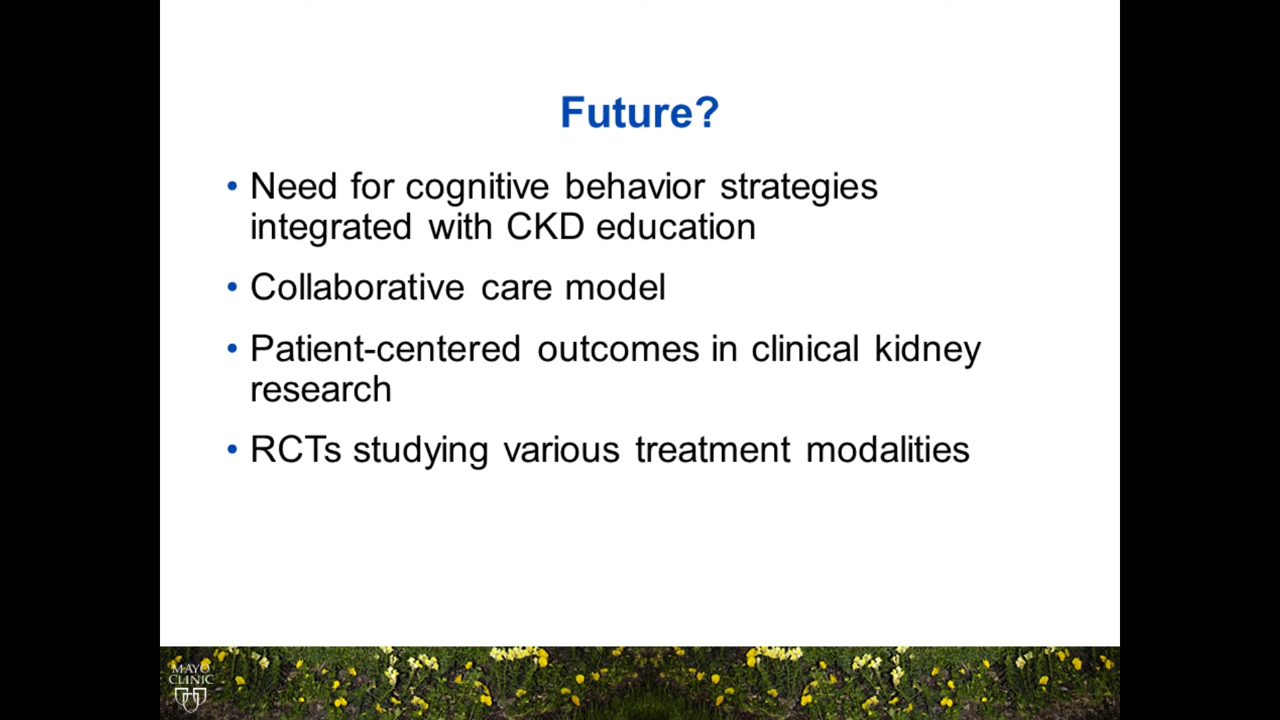 Future?
• Need for cognitive behavior strategies
integrated with CKD education
• Collaborative care model
• Patient-centered outcomes in clinical kidney
research
• RCTs studying various treatment modalities
MAYO
CLINIC